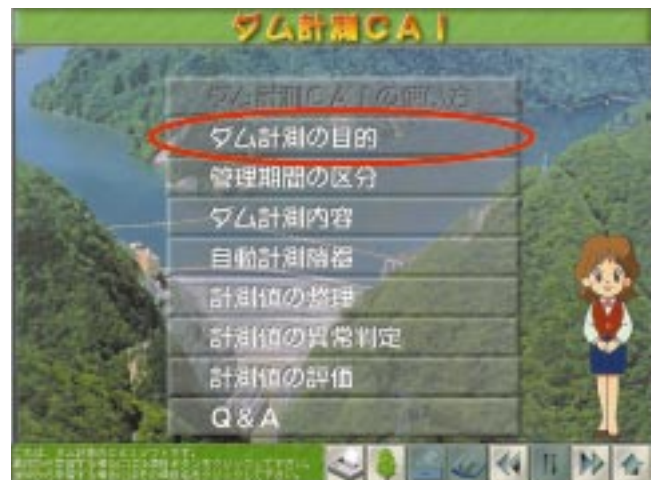 ダム計測CAI
ダム計測CAIの使い方
ダム計測の目的
管理期間の区分
ダム計測内容
自動計測機器
計測値の整理
計測値の異常判定
計測値の評価
Q&A